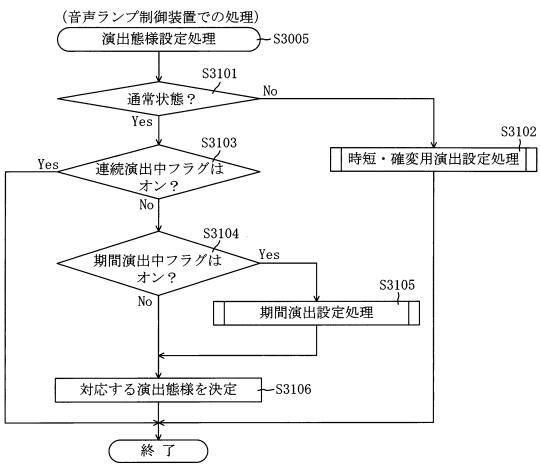 (音声ランプ制御装置での処理)
演出態様設定処理
S3005
S3101
通常状態?
No
Yes
S3102
時短・確変用演出設定処理
S3103
Yes
連続演出中フラグは
オン?
No
S3104
期間演出中フラグは
オン?
Yes
No
S3105
期間演出設定処理
対応する演出態様を決定
S3106
終了